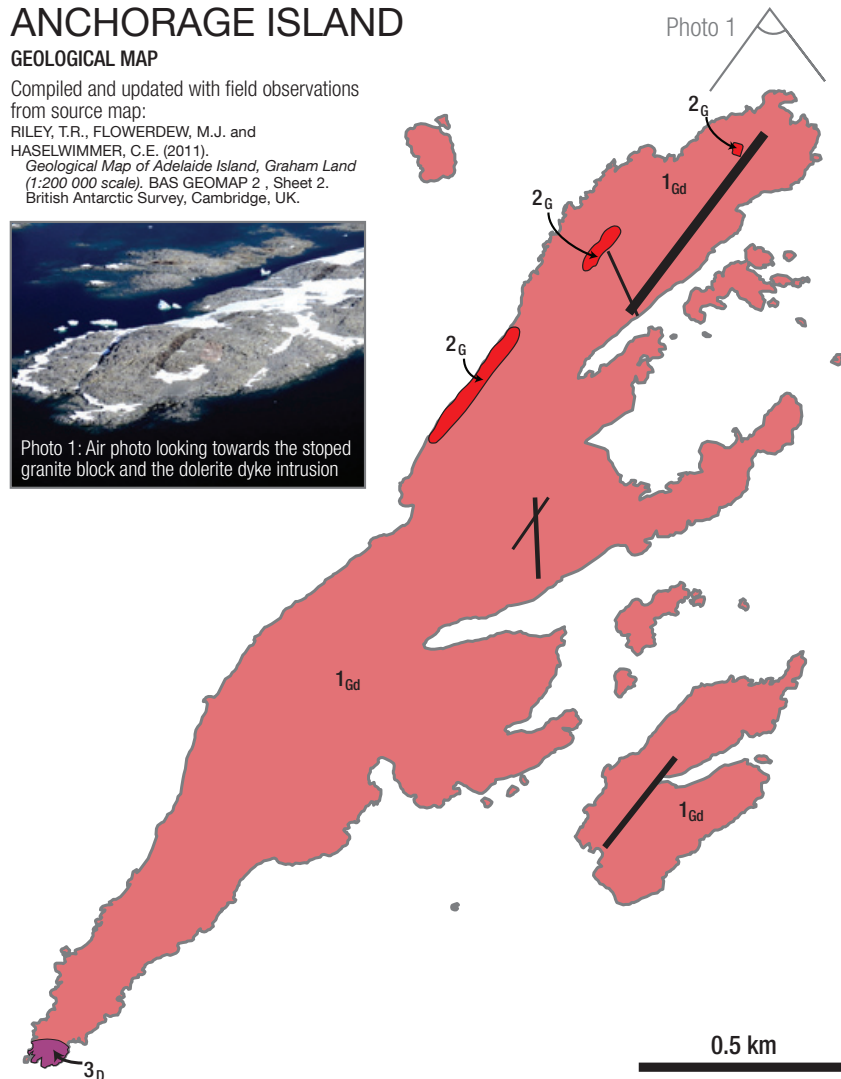 ANCHORAGE ISLAND
GEOLOGICAL MAP
Compiled and updated with field observations
from source map:
RILEY, T.R., FLOWERDEW, M.J. and
HASELWIMMER, C.E. (2011).
Geological Map of Adelaide Island, Graham Land
(1:200 000 scale). BAS GEOMAP 2 , Sheet 2.
British Antarctic Survey, Cambridge, UK.
Photo 1: Air photo looking towards the stoped
granite block and the dolerite dyke intrusion
Photo 1
2G
1Gd
2G
2G
1Gd
1Gd
3D
0.5 km